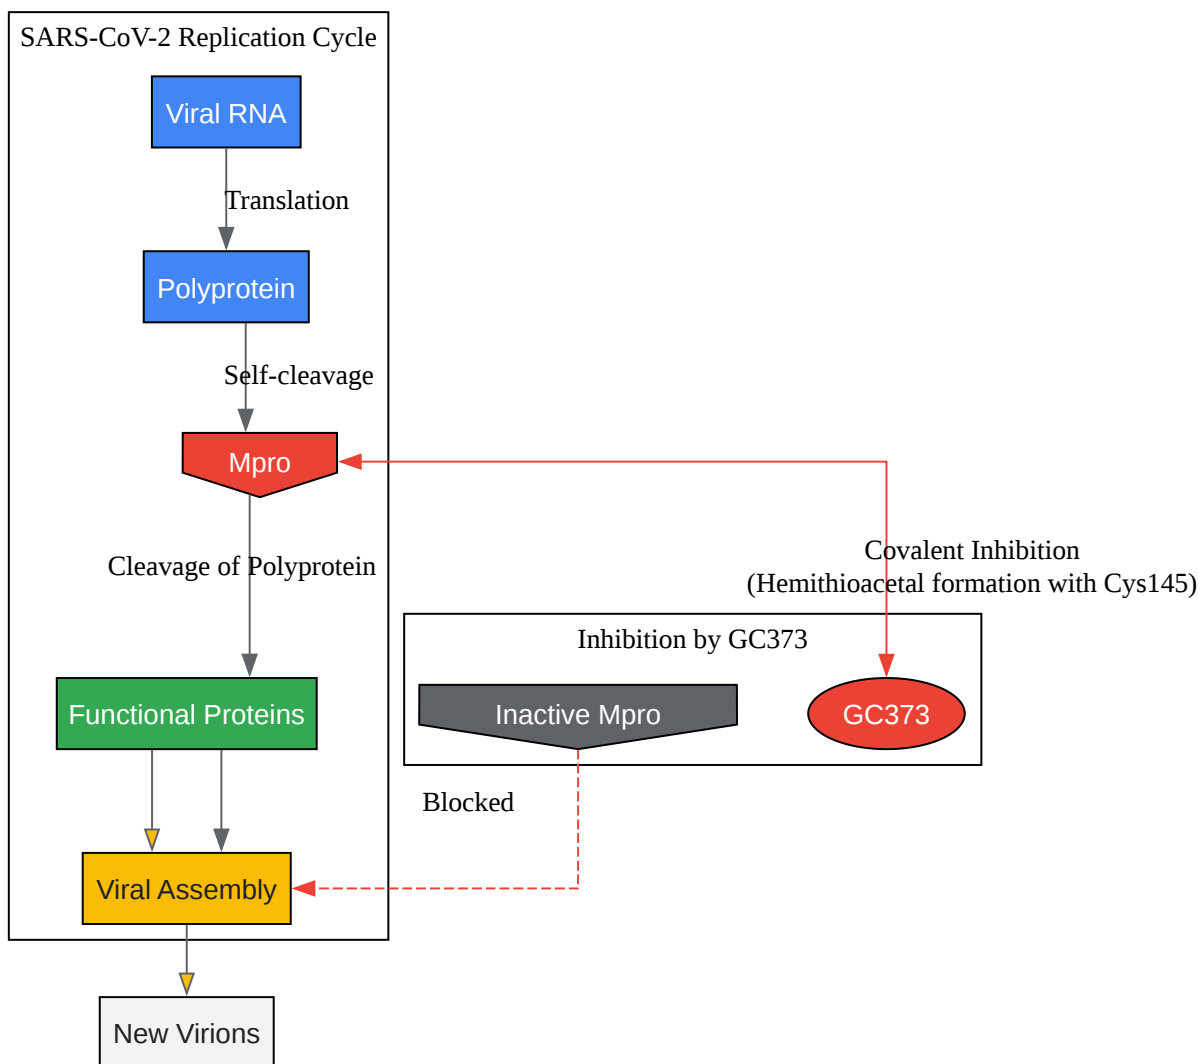 SARS-CoV-2 Replication Cycle
Viral RNA
Translation
Polyprotein
Self-cleavage
Mpro
Cleavage of Polyprotein
Covalent Inhibition
(Hemithioacetal formation with Cys145)
Inhibition by GC373
Functional Proteins
Inactive Mpro
GC373
Blocked
Viral Assembly
New Virions